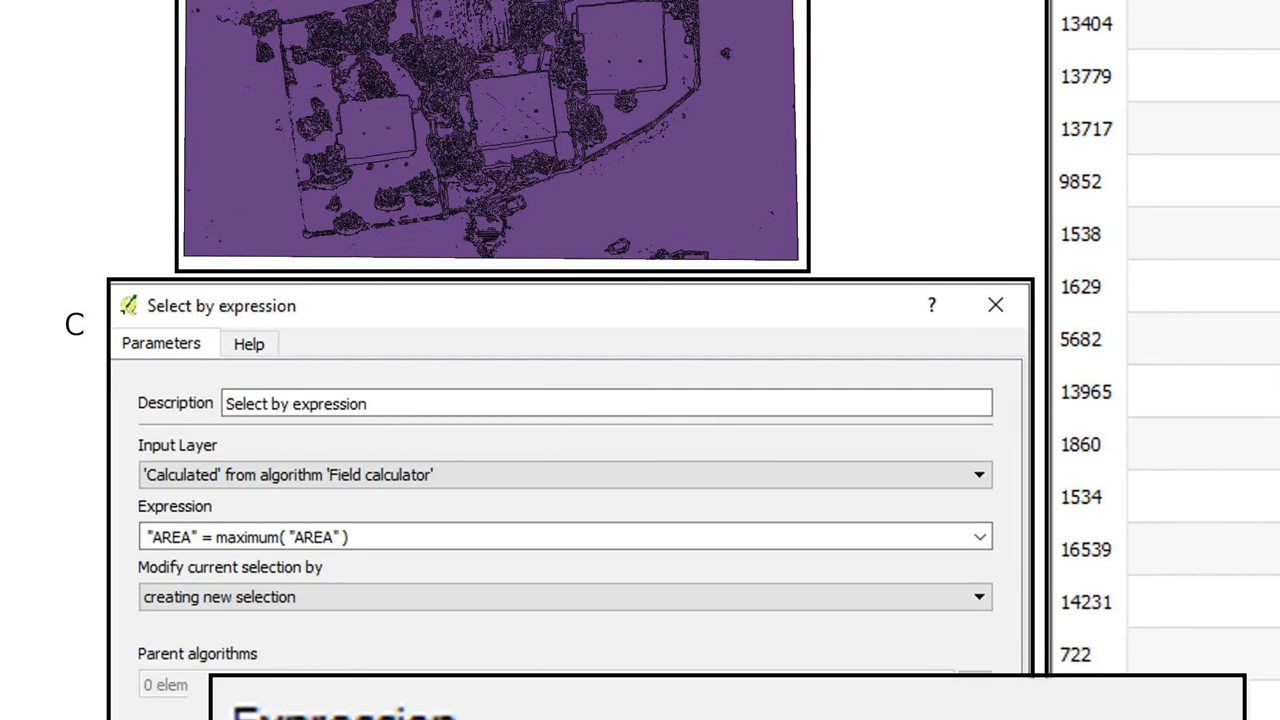 C
Select by expression
?
Parameters
Help
Description
Select by expression
Input Layer
'Calculated' from algorithm 'Field calculator'
Expression
"AREA" = maximum( "AREA" )
Modify current selection by
creating new selection
Parent algorithms
0 elem
Expression
13404
13779
13717
9852
1538
1629
5682
13965
1860
1534
16539
14231
722